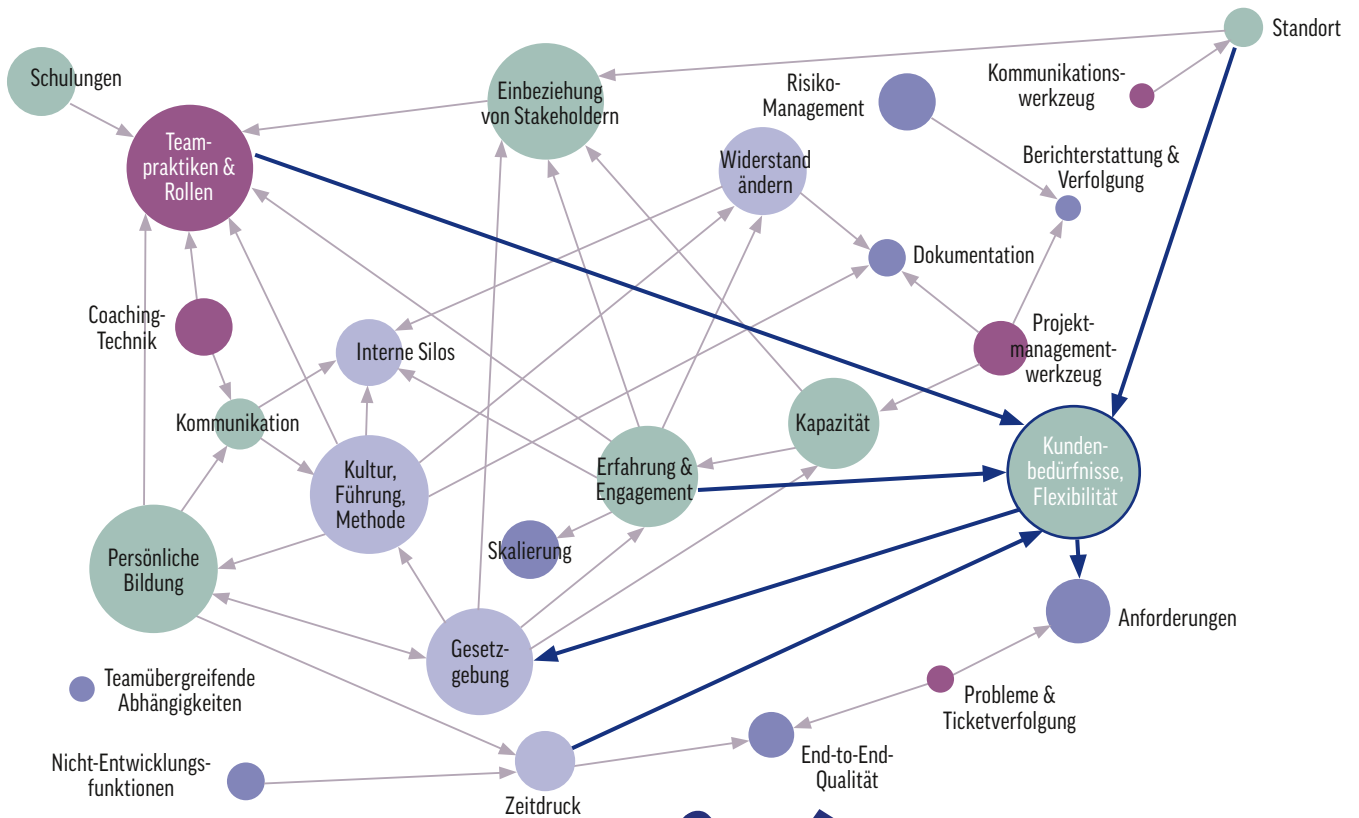 Standort
Schulungen
Einbeziehung
von Stakeholdern
Risiko-
Management
Kommunikations-
werkzeug
Team-
praktiken &
Rollen
Widerstand
ändern
Berichterstattung &
Verfolgung
Dokumentation
Coaching-
Technik
Interne Silos
Projekt-
management-
werkzeug
Kommunikation
Kapazität
Kultur,
Führung,
Methode
Erfahrung &
Engagement
Kunden-
bedürfnisse,
Flexibilität
Skalierung
Persönliche
Bildung
Gesetz-
gebung
Anforderungen
Teamübergreifende
Abhängigkeiten
Probleme &
Ticketverfolgung
Nicht-Entwicklungs-
funktionen
End-to-End-
Qualität
Zeitdruck